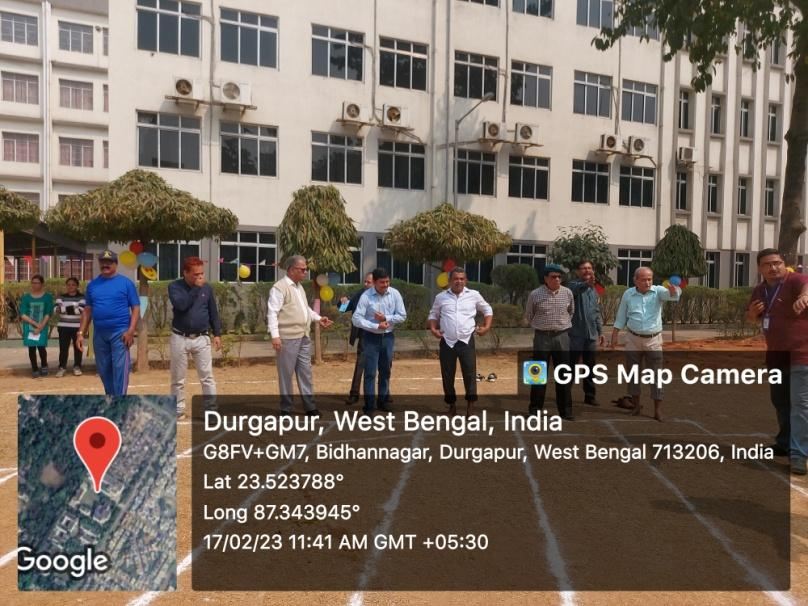 GPS Map Camera
Durgapur, West Bengal, India
G8FV+GM7, Bidhannagar, Durgapur, West Bengal 713206, India
Lat 23.523788°
Long 87.343945°
17/02/23 11:41 AM GMT +05:30
Google